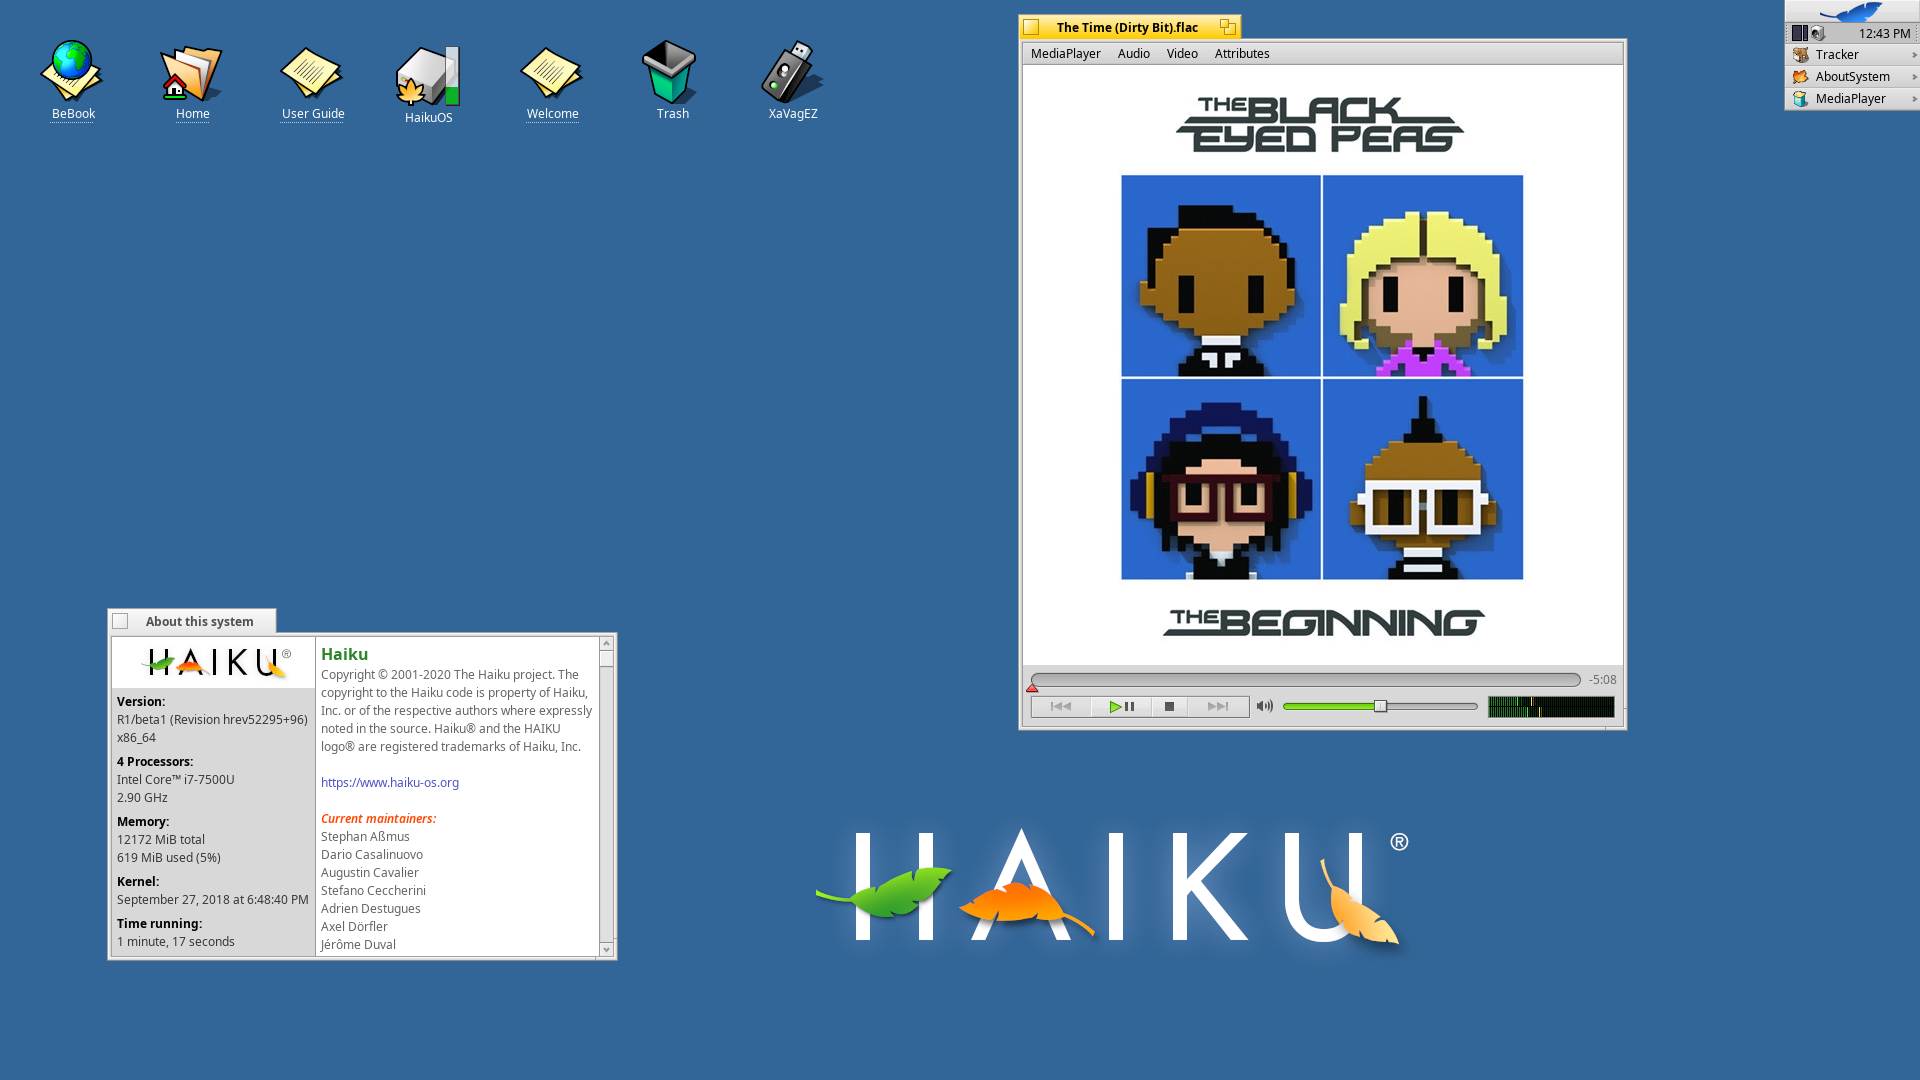 BeBook
Home
User Guide
HaikuOS
Welcome
Trash
XaVagEZ
The Time (Dirty Bit).flac
MediaPlayer Audio Video Attributes
THE BLACK
EYED PEAS
THE BEGINNING
-5:08
12:43 PM
Tracker
AboutSystem
MediaPlayer
About this system
HAIKU®
Version:
R1/beta1 (Revision hrev52295+96)
x86_64
4 Processors:
Intel Core™ i7-7500U
2.90 GHz
Memory:
12172 MiB total
619 MiB used (5%)
Kernel:
September 27, 2018 at 6:48:40 PM
Time running:
1 minute, 17 seconds
Haiku
Copyright © 2001-2020 The Haiku project. The
copyright to the Haiku code is property of Haiku,
Inc. or of the respective authors where expressly
noted in the source. Haiku® and the HAIKU
logo® are registered trademarks of Haiku, Inc.
https://www.haiku-os.org
Current maintainers:
Stephan Aßmus
Dario Casalinuovo
Augustin Cavalier
Stefano Ceccherini
Adrien Destugues
Axel Dörfler
Jérôme Duval
HAIKU®